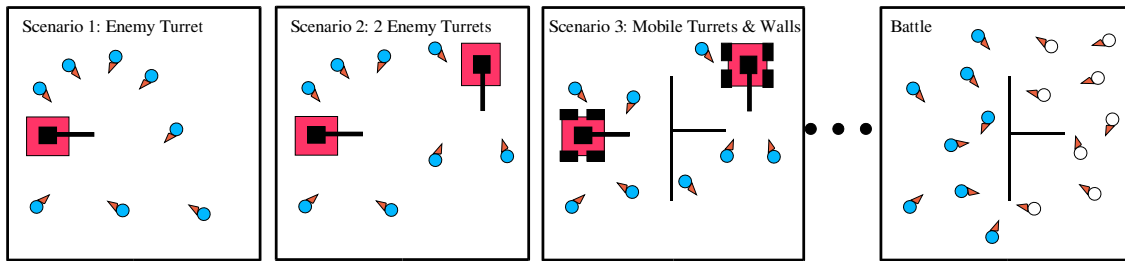 Scenario 1: Enemy Turret
Scenario 2: 2 Enemy Turrets
Scenario 3: Mobile Turrets & Walls
Battle